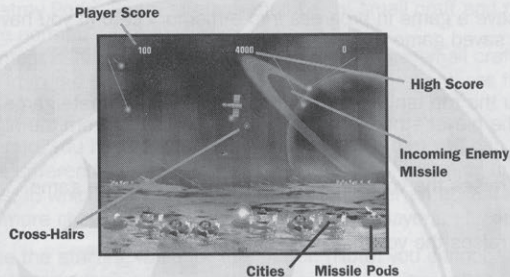 Player Score
100 4000 0
High Score
Incoming Enemy
Missile
Cross-Hairs
Cities Missile Pods